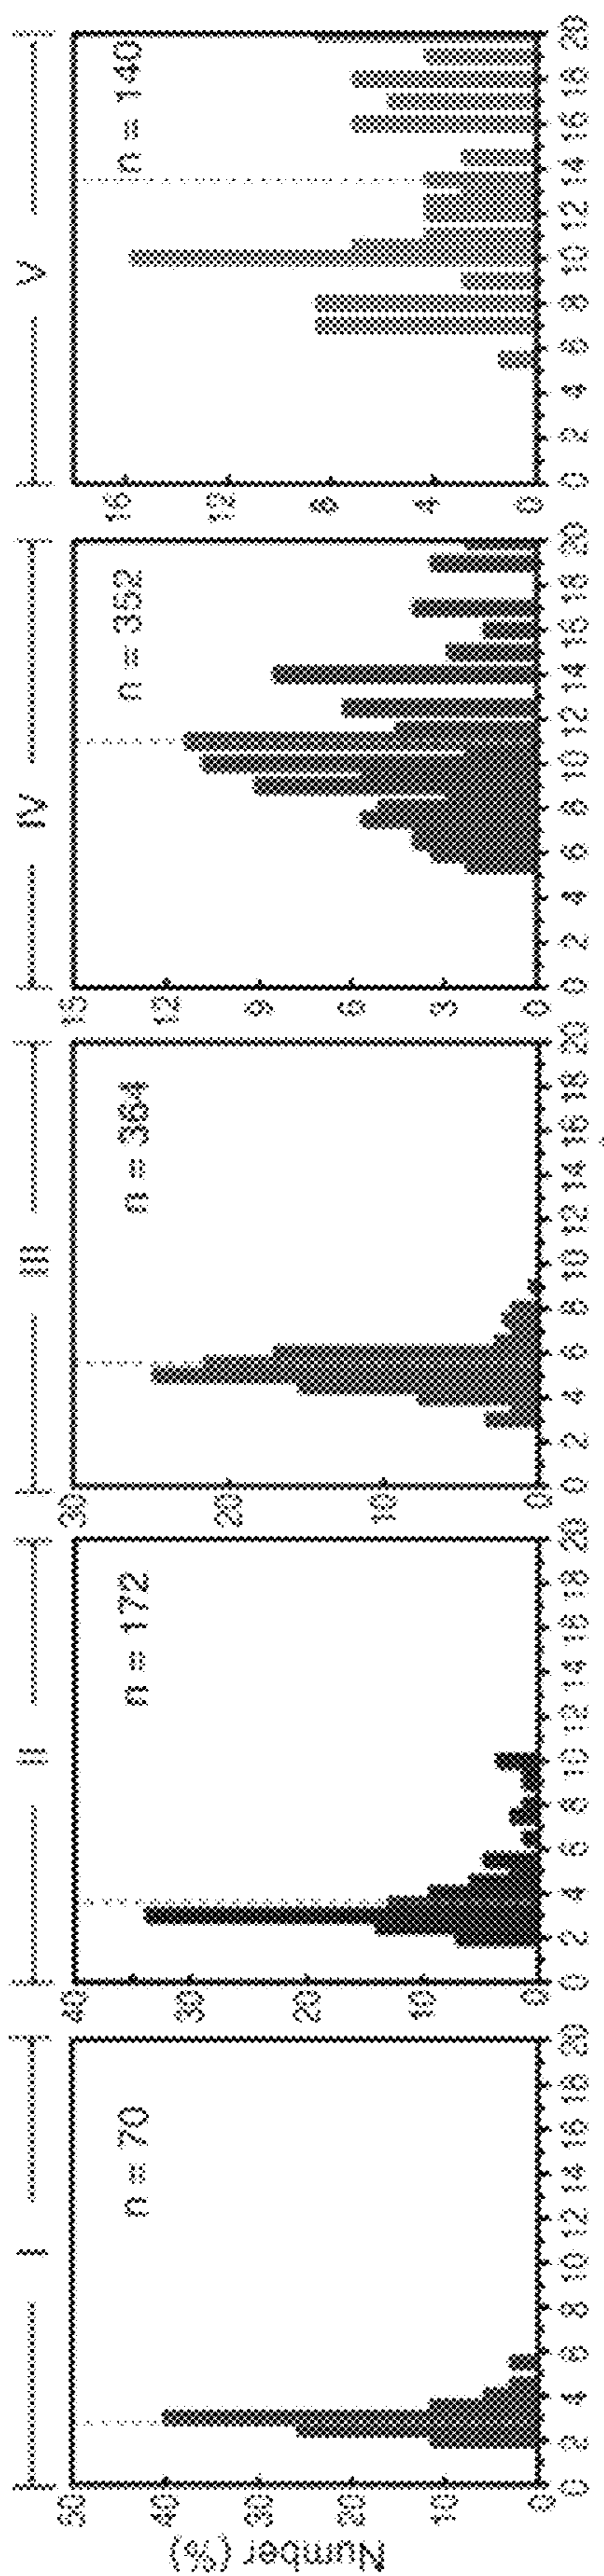 I II III IV V
Number (%)
n = 70
50 40 30 20 10 0
0 2 4 6 8 10 12 14 16 18 20
n = 172
40 30 20 10 0
0 2 4 6 8 10 12 14 16 18 20
n = 364
30 20 10 0
0 2 4 6 8 10 12 14 16 18 20
n = 352
15 12 9 6 3 0
0 2 4 6 8 10 12 14 16 18 20
n = 140
16 12 8 4 0
0 2 4 6 8 10 12 14 16 18 20